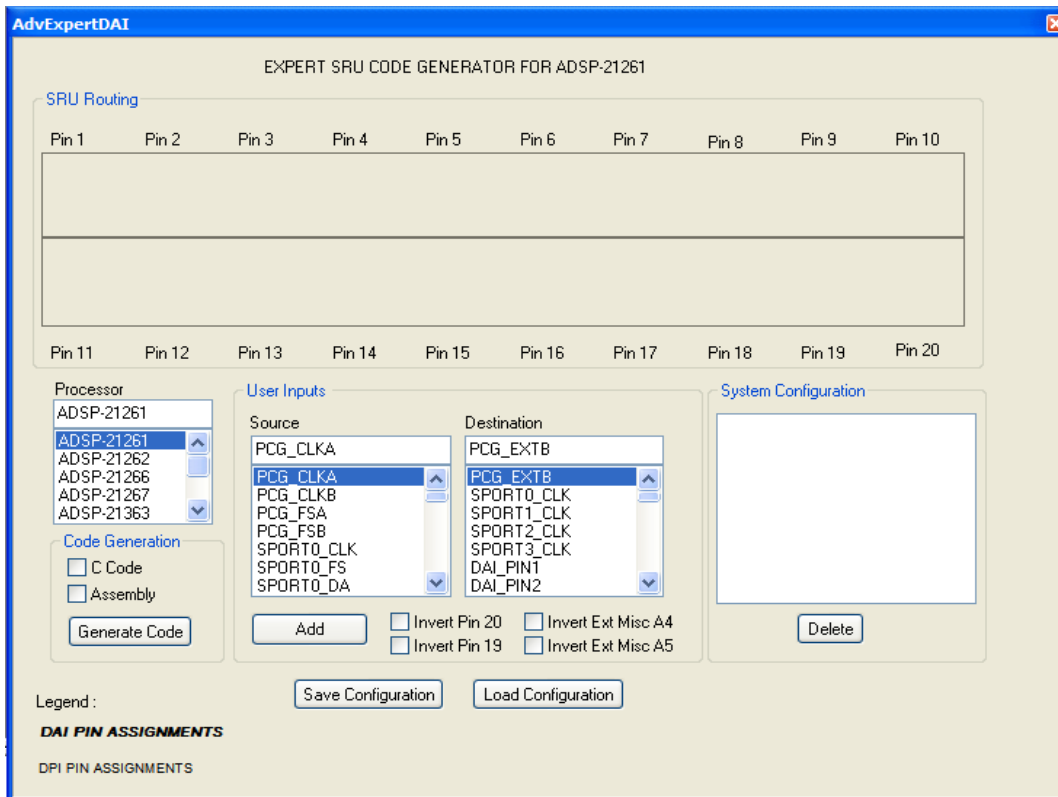 AdvExpertDAI
EXPERT SRU CODE GENERATOR FOR ADSP-21261
SRU Routing
Pin 1 Pin 2 Pin 3 Pin 4 Pin 5 Pin 6 Pin 7 Pin 8 Pin 9 Pin 10
Pin 11 Pin 12 Pin 13 Pin 14 Pin 15 Pin 16 Pin 17 Pin 18 Pin 19 Pin 20
Processor
ADSP-21261
ADSP-21261
ADSP-21262
ADSP-21266
ADSP-21267
ADSP-21363
Code Generation
C Code
Assembly
Generate Code
User Inputs
Source
PCG_CLKA
PCG_CLKA
PCG_CLKB
PCG_FSA
PCG_FSB
SPORT0_CLK
SPORT0_FS
SPORT0_DA
Destination
PCG_EXTB
PCG_EXTB
SPORT0_CLK
SPORT1_CLK
SPORT2_CLK
SPORT3_CLK
DAI_PIN1
DAI_PIN2
Add
Invert Pin 20
Invert Ext Misc A4
Invert Pin 19
Invert Ext Misc A5
System Configuration
Delete
Save Configuration
Load Configuration
Legend :
DAI PIN ASSIGNMENTS
DPI PIN ASSIGNMENTS